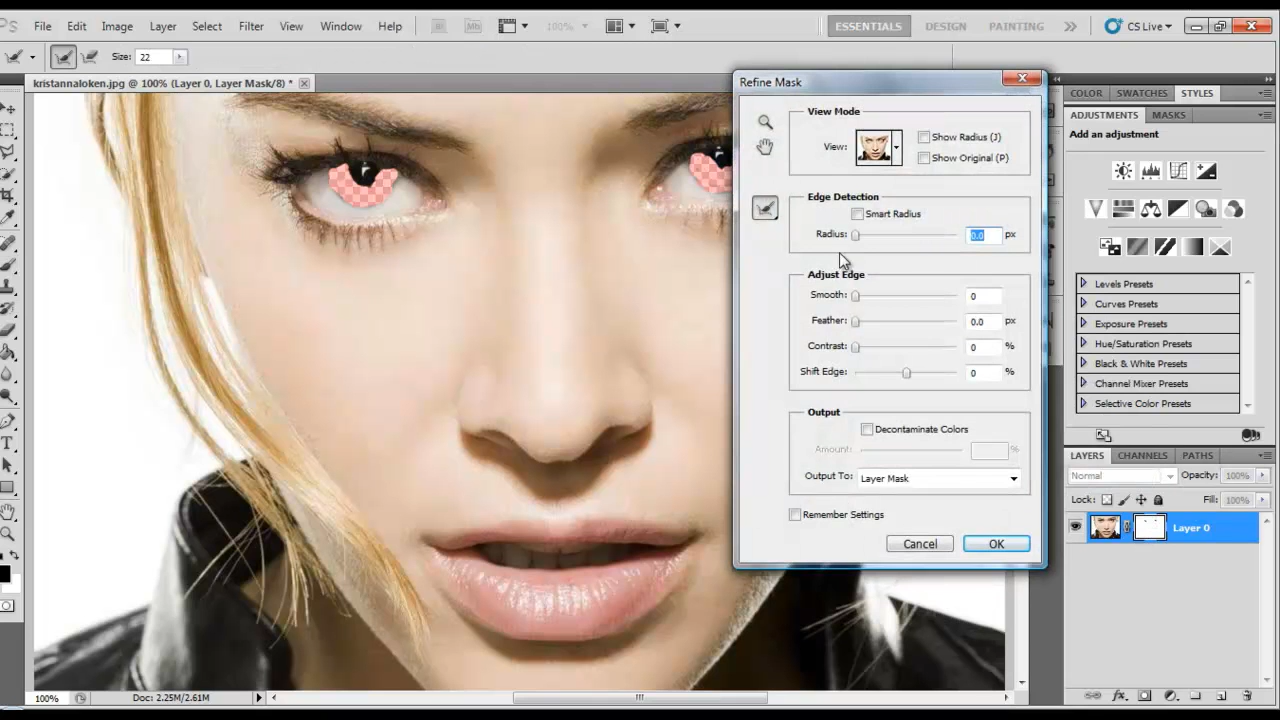 PS File Edit Image Layer Select Filter View Window Help Br Mb 100% ESSENTIALS DESIGN PAINTING CS Live
Size: 22
kristannaloken.jpg @ 100% (Layer 0, Layer Mask/8) *
Refine Mask
View Mode
View:
Show Radius (J)
Show Original (P)
Edge Detection
Smart Radius
Radius: 0.0 px
Adjust Edge
Smooth: 0
Feather: 0.0 px
Contrast: 0 %
Shift Edge: 0 %
Output
Decontaminate Colors
Amount: %
Output To: Layer Mask
Remember Settings
Cancel OK
COLOR SWATCHES STYLES
ADJUSTMENTS MASKS
Add an adjustment
Levels Presets
Curves Presets
Exposure Presets
Hue/Saturation Presets
Black & White Presets
Channel Mixer Presets
Selective Color Presets
LAYERS CHANNELS PATHS
Normal Opacity: 100%
Lock: Fill: 100%
Layer 0
100% Doc: 2.25M/2.61M